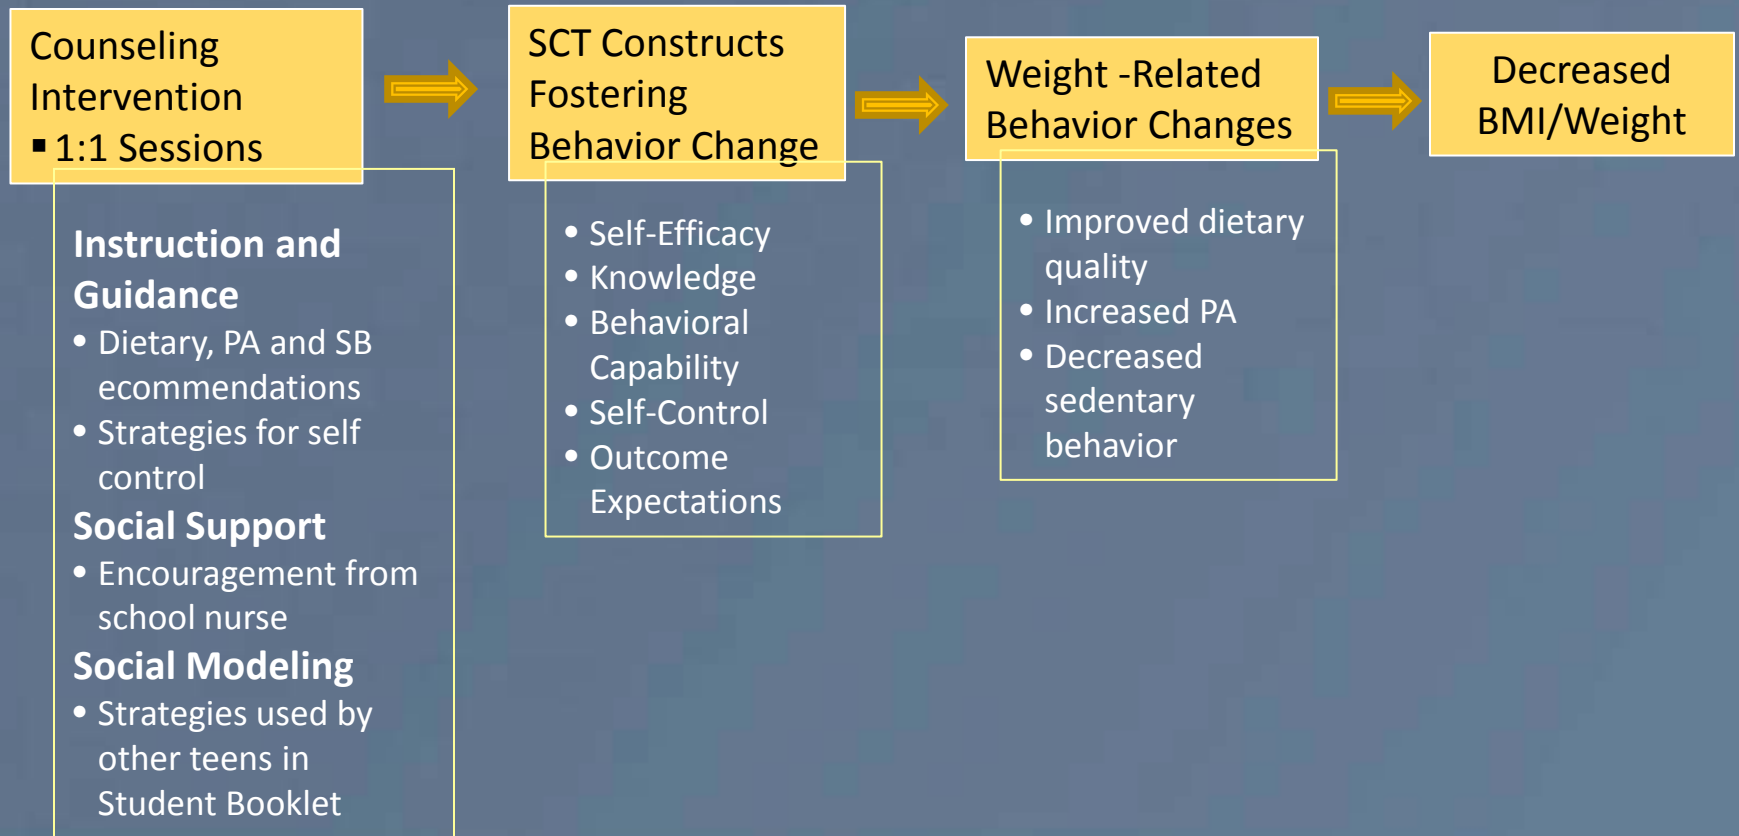 Counseling
Intervention
▪ 1:1 Sessions
Instruction and
Guidance
• Dietary, PA and SB
ecommendations
• Strategies for self
control
Social Support
• Encouragement from
school nurse
Social Modeling
• Strategies used by
other teens in
Student Booklet
SCT Constructs
Fostering
Behavior Change
• Self-Efficacy
• Knowledge
• Behavioral
Capability
• Self-Control
• Outcome
Expectations
Weight -Related
Behavior Changes
• Improved dietary
quality
• Increased PA
• Decreased
sedentary
behavior
Decreased
BMI/Weight